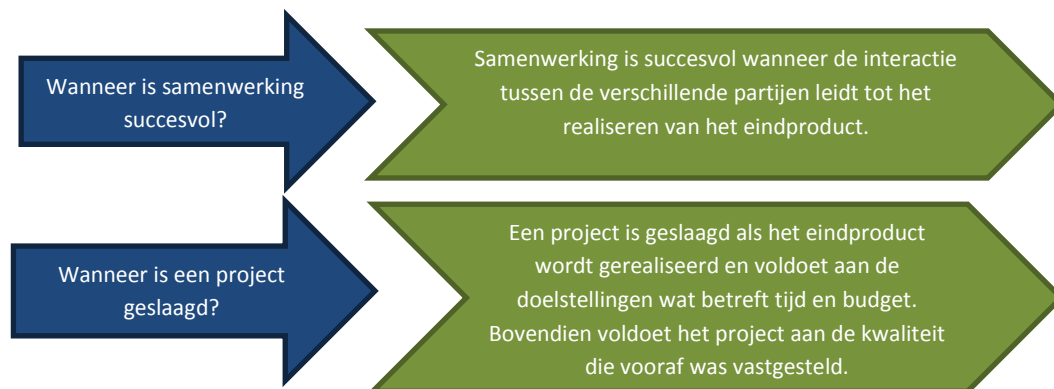 Wanneer is samenwerking
succesvol?
Samenwerking is succesvol wanneer de interactie
tussen de verschillende partijen leidt tot het
realiseren van het eindproduct.
Wanneer is een project
geslaagd?
Een project is geslaagd als het eindproduct
wordt gerealiseerd en voldoet aan de
doelstellingen wat betreft tijd en budget.
Bovendien voldoet het project aan de kwaliteit
die vooraf was vastgesteld.